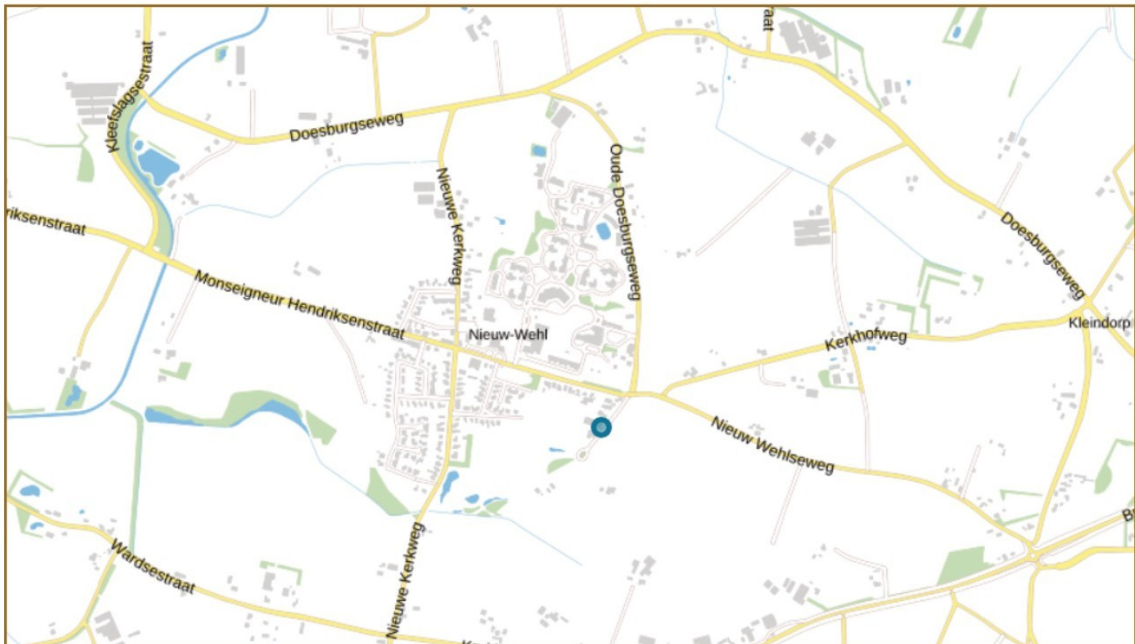 raat
Kleefslagsestraat
Doesburgseweg
Oude Doesburgseweg
Nieuwe Kerkweg
riksenstraat
Doesburgseweg
Monseigneur Hendriksenstraat
Nieuw-Wehl
Kerkhofweg
Kleindorp
Nieuw Wehlseweg
Wardsestraat
Nieuwe Kerkweg